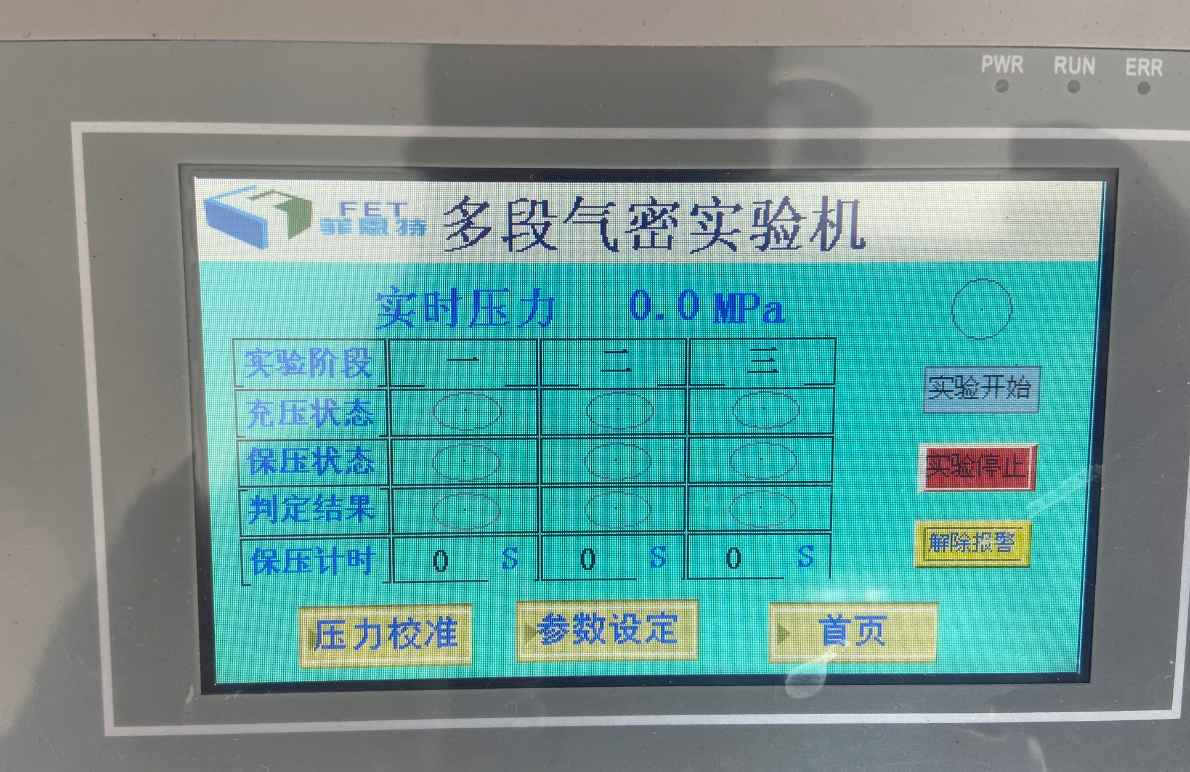 PWR RUN ERR
FET
菲恩特
多段气密实验机
实时压力 0.0 MPa
实验阶段 一 二 三
充压状态
保压状态
判定结果
保压计时 0 S 0 S 0 S
实验开始
实验停止
解除报警
压力校准 参数设定 首页